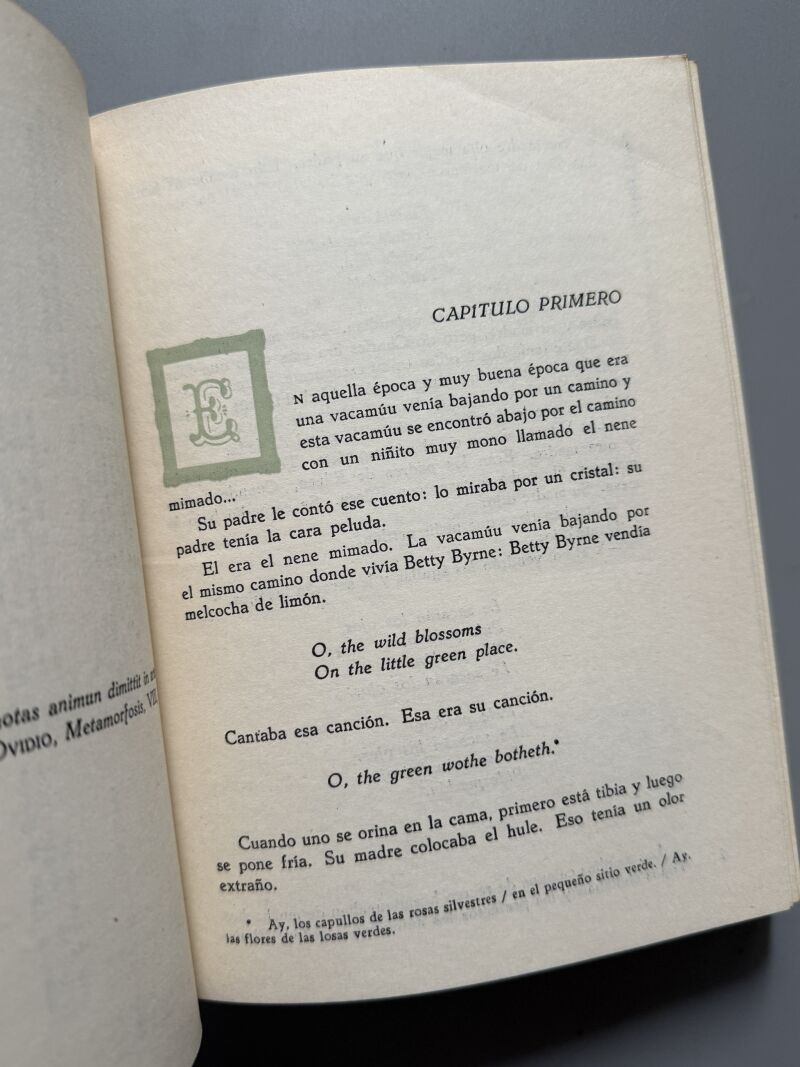 notas animun dimittit in
OVIDIO, Metamorfosis, VII
CAPITULO PRIMERO
EN aquella época y muy buena época que era
una vacamúu venía bajando por un camino y
esta vacamúu se encontró abajo por el camino
con un niñito muy mono llamado el nene
mimado...
Su padre le contó ese cuento: lo miraba por un cristal: su
padre tenía la cara peluda.
El era el nene mimado. La vacamúu venía bajando por
el mismo camino donde vivía Betty Byrne: Betty Byrne vendía
melcocha de limón.
O, the wild blossoms
On the little green place.
Cantaba esa canción. Esa era su canción.
O, the green wothe botheth.*
Cuando uno se orina en la cama, primero está tibia y luego
se pone fría. Su madre colocaba el hule. Eso tenía un olor
extraño.
* Ay, los capullos de las rosas silvestres / en el pequeño sitio verde. / Ay.
las flores de las losas verdes.